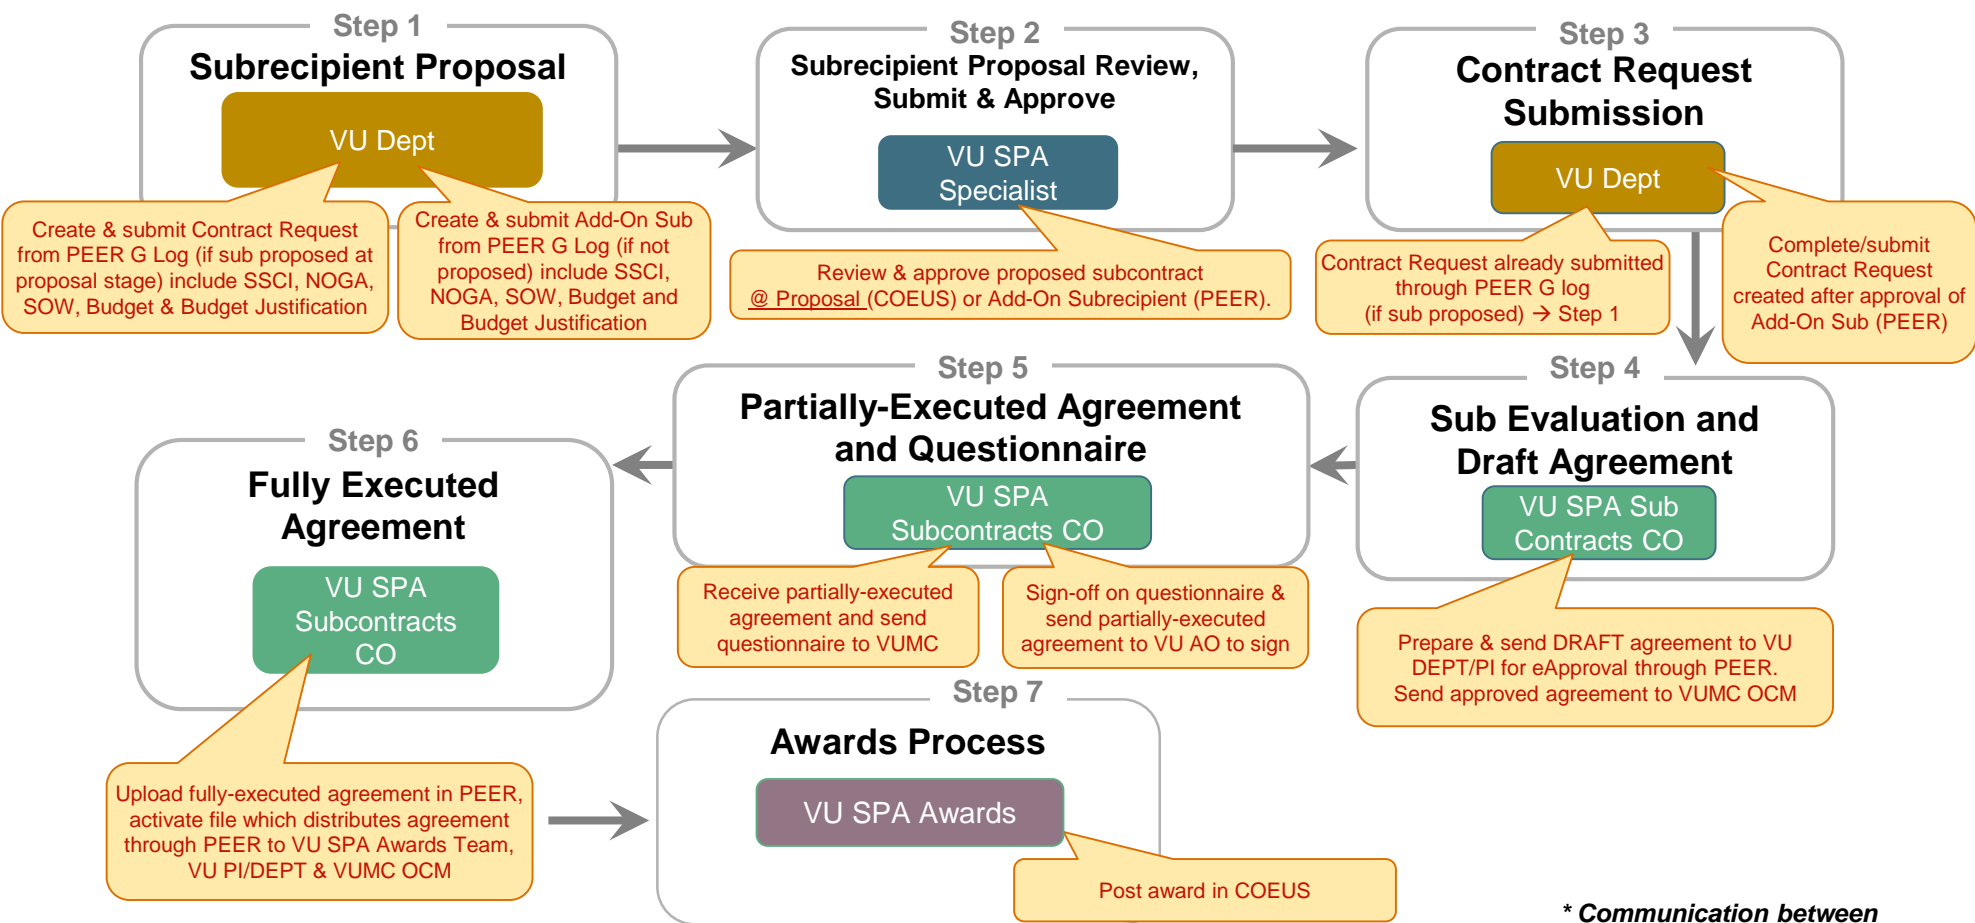 Step 1
Subrecipient Proposal
VU Dept
Create & submit Contract Request
from PEER G Log (if sub proposed at
proposal stage) include SSCI, NOGA,
SOW, Budget & Budget Justification
Create & submit Add-On Sub
from PEER G Log (if not
proposed) include SSCI,
NOGA, SOW, Budget and
Budget Justification
Step 2
Subrecipient Proposal Review,
Submit & Approve
VU SPA
Specialist
Review & approve proposed subcontract
@ Proposal (COEUS) or Add-On Subrecipient (PEER).
Step 3
Contract Request
Submission
VU Dept
Contract Request already submitted
through PEER G log
(if sub proposed) → Step 1
Complete/submit
Contract Request
created after approval of
Add-On Sub (PEER)
Step 4
Sub Evaluation and
Draft Agreement
VU SPA Sub
Contracts CO
Prepare & send DRAFT agreement to VU
DEPT/PI for eApproval through PEER.
Send approved agreement to VUMC OCM
Step 5
Partially-Executed Agreement
and Questionnaire
VU SPA
Subcontracts CO
Receive partially-executed
agreement and send
questionnaire to VUMC
Sign-off on questionnaire &
send partially-executed
agreement to VU AO to sign
Step 6
Fully Executed
Agreement
VU SPA
Subcontracts
CO
Upload fully-executed agreement in PEER,
activate file which distributes agreement
through PEER to VU SPA Awards Team,
VU PI/DEPT & VUMC OCM
Step 7
Awards Process
VU SPA Awards
Post award in COEUS
* Communication between